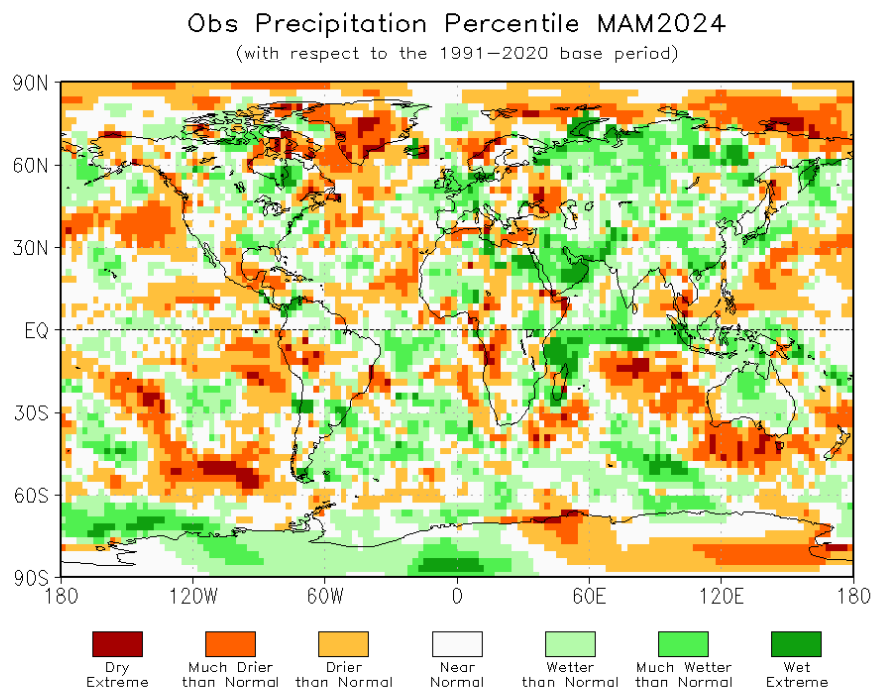 Obs Precipitation Percentile MAM2024
(with respect to the 1991–2020 base period)
90N
60N
30N
EQ
30S
60S
90S
180 120W 60W 0 60E 120E 180
Dry Extreme
Much Drier than Normal
Drier than Normal
Near Normal
Wetter than Normal
Much Wetter than Normal
Wet Extreme